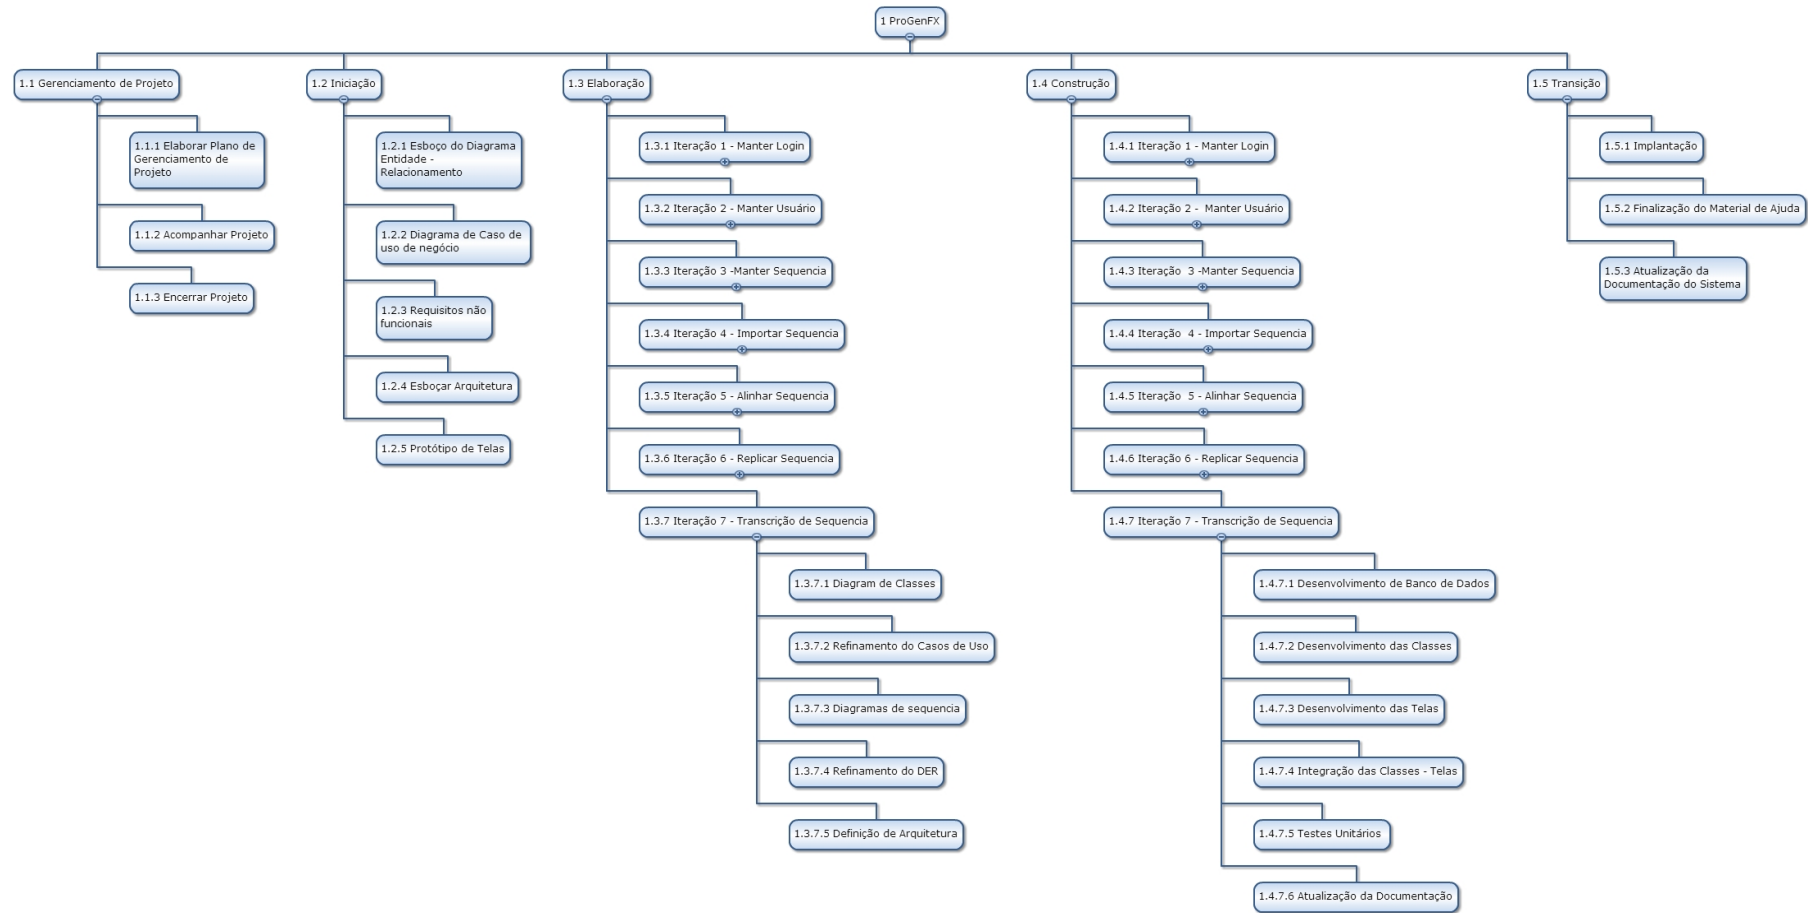 1 ProGenFX
1.1 Gerenciamento de Projeto
1.1.1 Elaborar Plano de
Gerenciamento de
Projeto
1.1.2 Acompanhar Projeto
1.1.3 Encerrar Projeto
1.2 Iniciação
1.2.1 Esboço do Diagrama
Entidade -
Relacionamento
1.2.2 Diagrama de Caso de
uso de negócio
1.2.3 Requisitos não
funcionais
1.2.4 Esboçar Arquitetura
1.2.5 Protótipo de Telas
1.3 Elaboração
1.3.1 Iteração 1 - Manter Login
1.3.2 Iteração 2 - Manter Usuário
1.3.3 Iteração 3 -Manter Sequencia
1.3.4 Iteração 4 - Importar Sequencia
1.3.5 Iteração 5 - Alinhar Sequencia
1.3.6 Iteração 6 - Replicar Sequencia
1.3.7 Iteração 7 - Transcrição de Sequencia
1.3.7.1 Diagram de Classes
1.3.7.2 Refinamento do Casos de Uso
1.3.7.3 Diagramas de sequencia
1.3.7.4 Refinamento do DER
1.3.7.5 Definição de Arquitetura
1.4 Construção
1.4.1 Iteração 1 - Manter Login
1.4.2 Iteração 2 -  Manter Usuário
1.4.3 Iteração  3 -Manter Sequencia
1.4.4 Iteração  4 - Importar Sequencia
1.4.5 Iteração  5 - Alinhar Sequencia
1.4.6 Iteração 6 - Replicar Sequencia
1.4.7 Iteração 7 - Transcrição de Sequencia
1.4.7.1 Desenvolvimento de Banco de Dados
1.4.7.2 Desenvolvimento das Classes
1.4.7.3 Desenvolvimento das Telas
1.4.7.4 Integração das Classes - Telas
1.4.7.5 Testes Unitários
1.4.7.6 Atualização da Documentação
1.5 Transição
1.5.1 Implantação
1.5.2 Finalização do Material de Ajuda
1.5.3 Atualização da
Documentação do Sistema